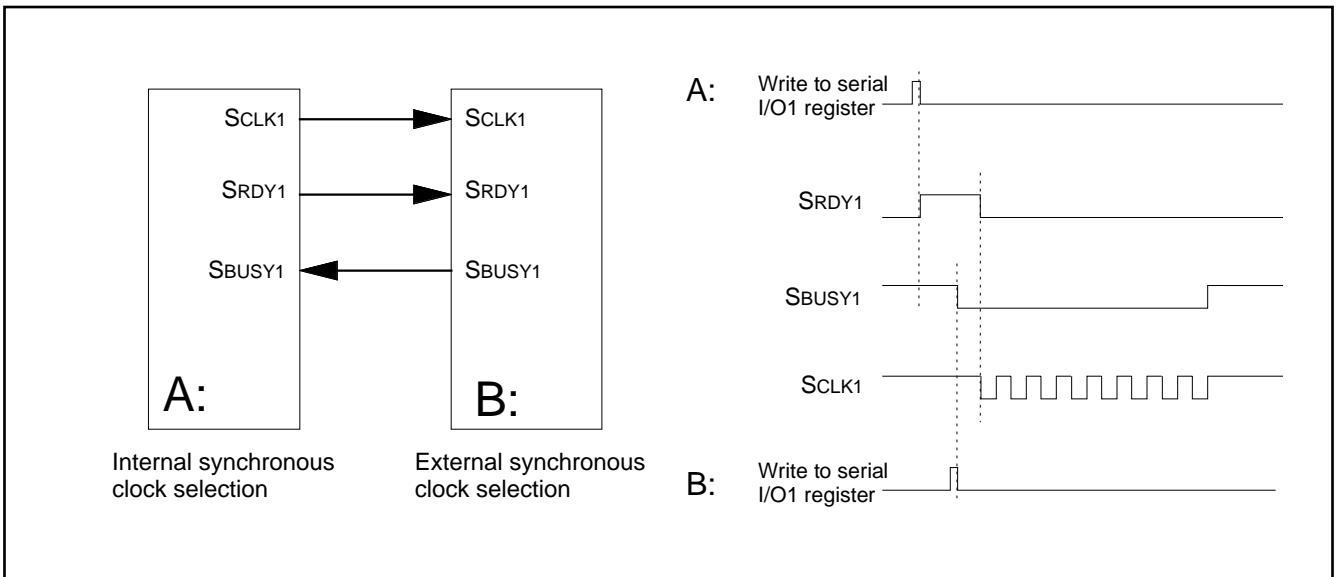 SCLK1
SRDY1
SBUSY1
A:
Internal synchronous
clock selection
SCLK1
SRDY1
SBUSY1
B:
External synchronous
clock selection
A:
Write to serial
I/O1 register
SRDY1
SBUSY1
SCLK1
B:
Write to serial
I/O1 register